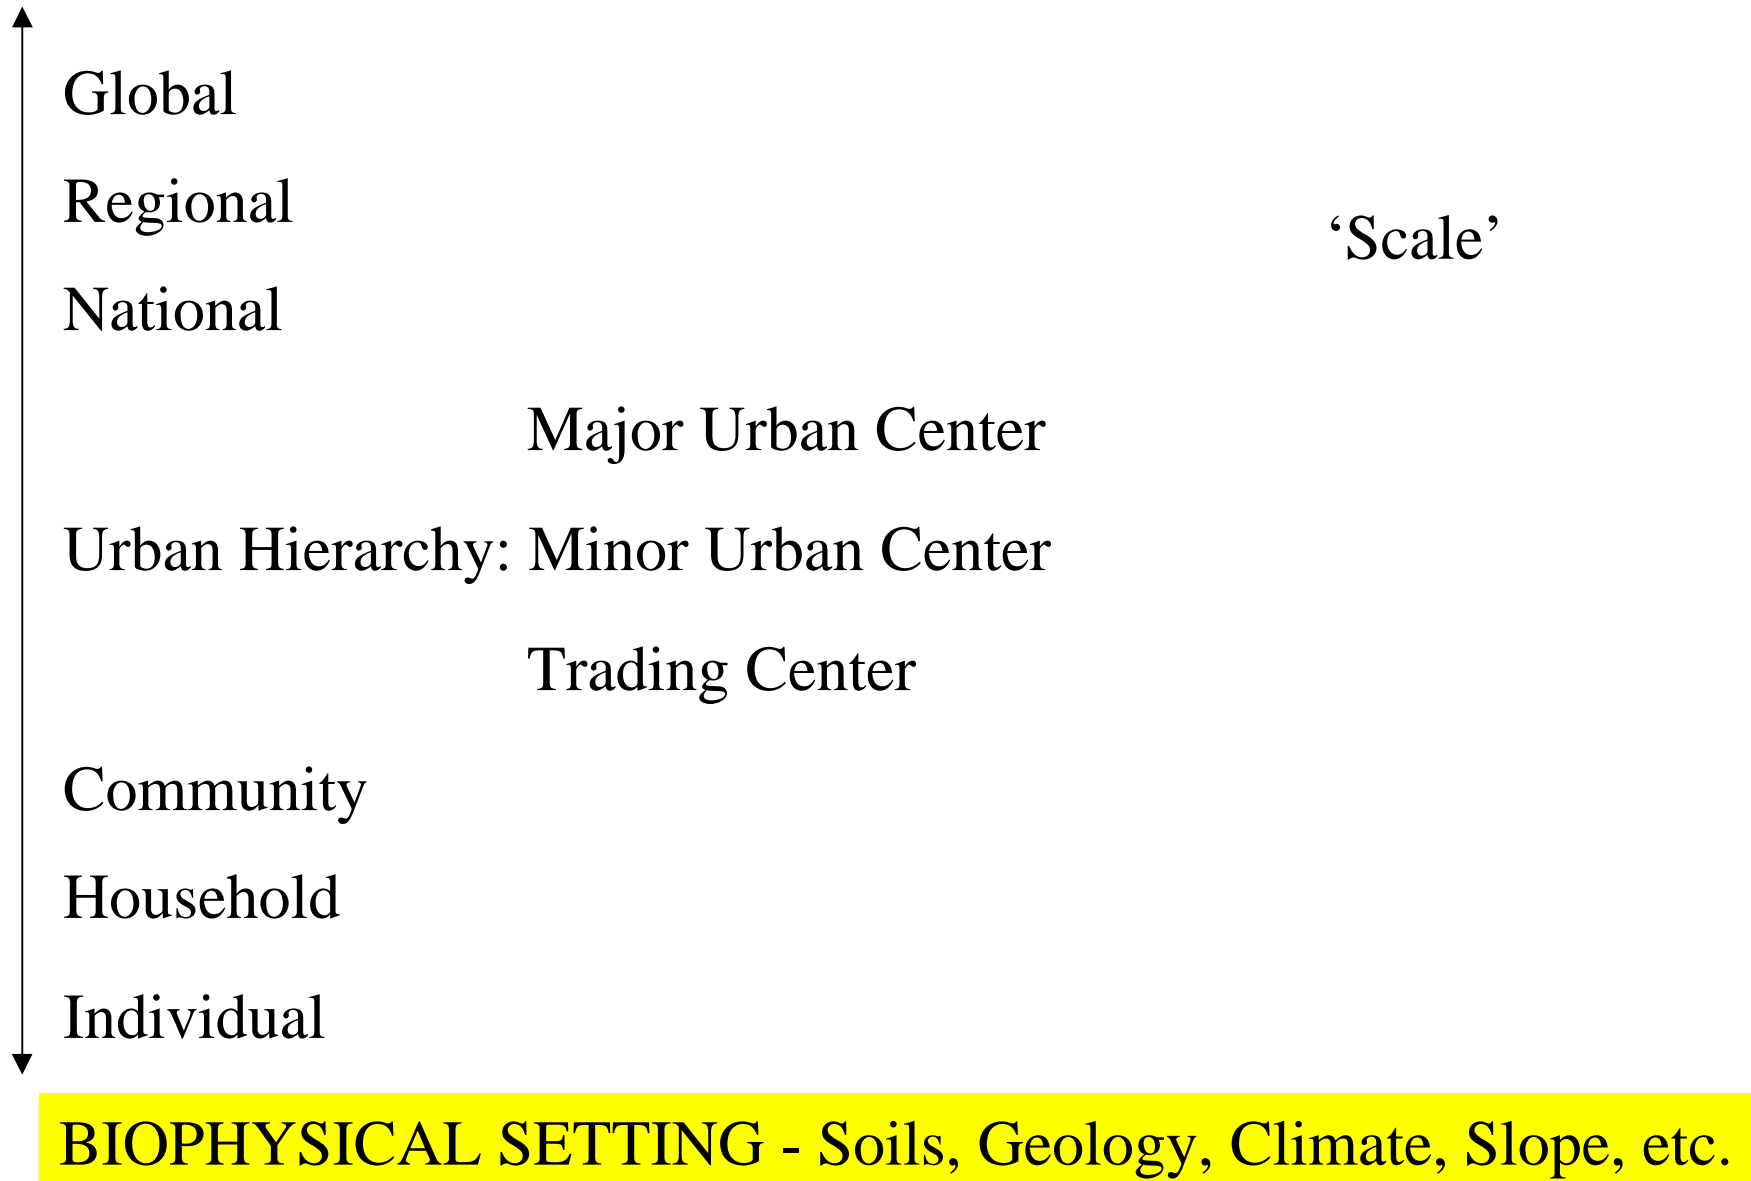 Global
Regional
‘Scale’
National
Major Urban Center
Urban Hierarchy: Minor Urban Center
Trading Center
Community
Household
Individual
BIOPHYSICAL SETTING - Soils, Geology, Climate, Slope, etc.